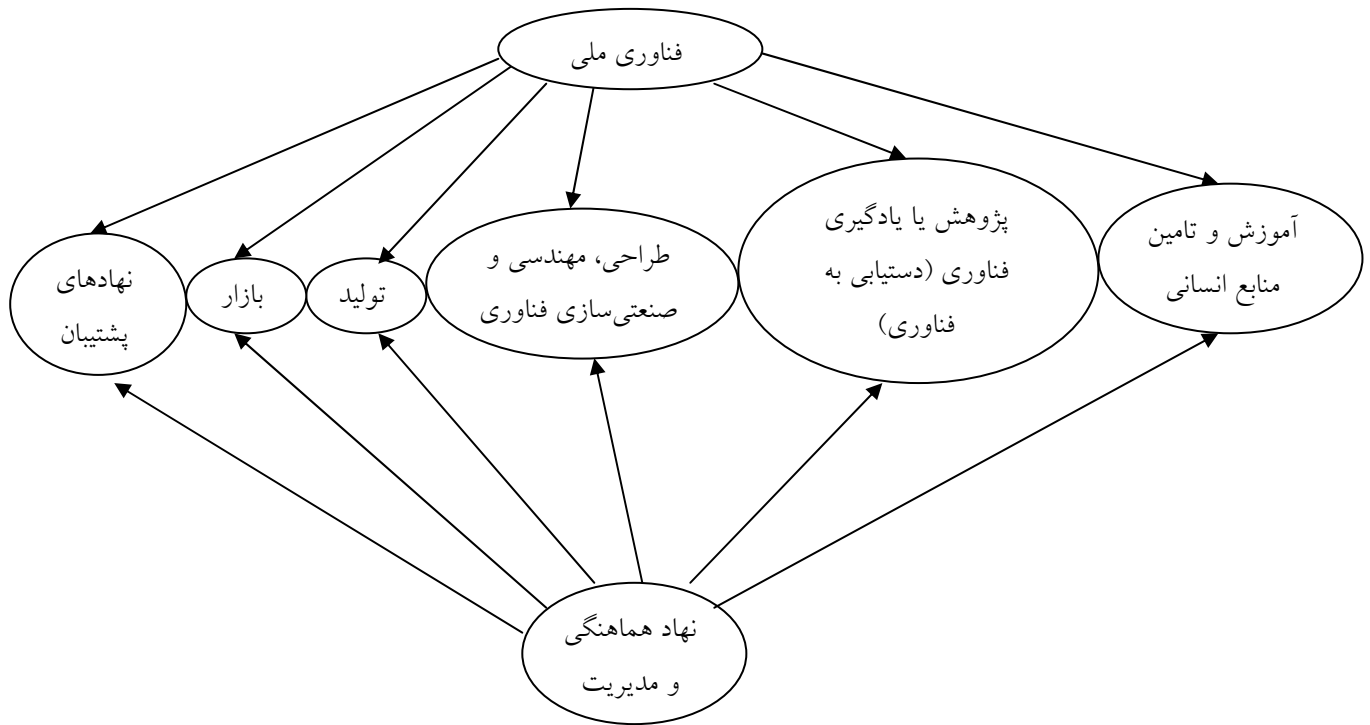 فناوری ملی
آموزش و تامین
منابع انسانی
پژوهش یا یادگیری
فناوری (دستیابی به
فناوری)
طراحی، مهندسی و
صنعتی‌سازی فناوری
تولید
بازار
نهادهای
پشتیبان
نهاد هماهنگی
و مدیریت